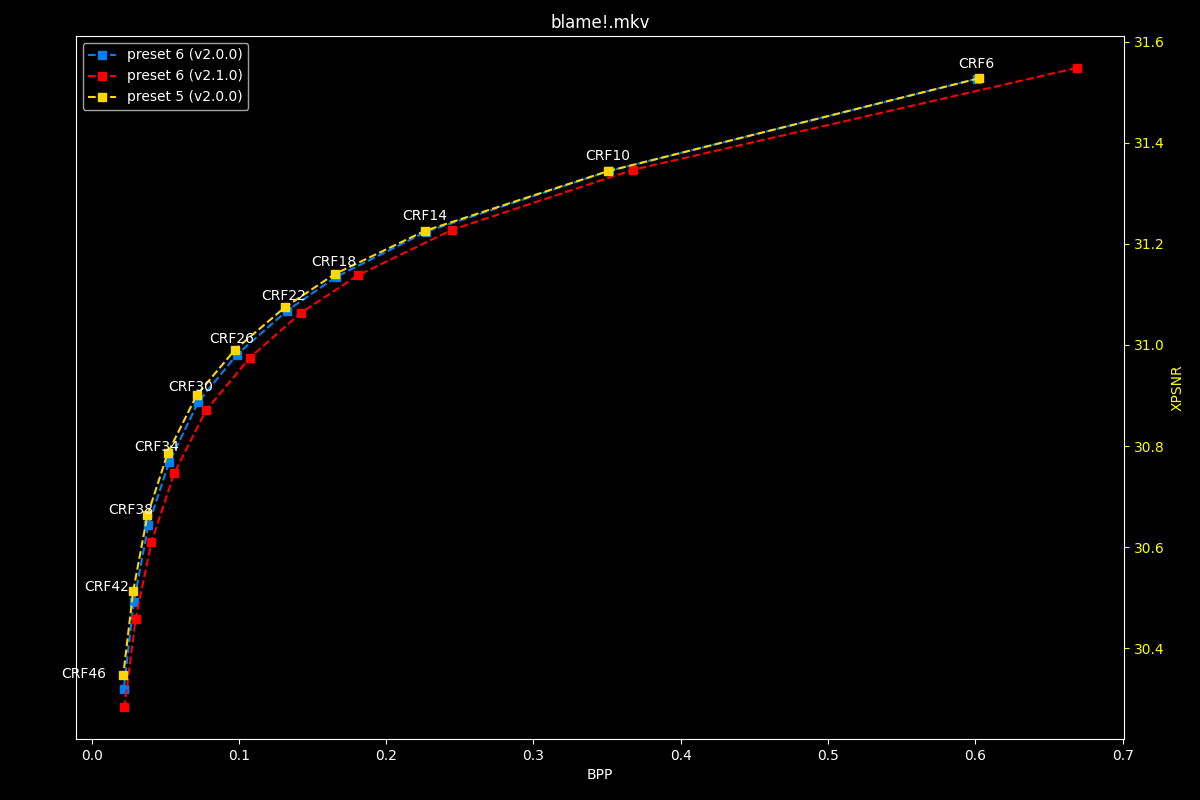 blame!.mkv
preset 6 (v2.0.0)
preset 6 (v2.1.0)
preset 5 (v2.0.0)
CRF6
CRF10
CRF14
CRF18
CRF22
CRF26
CRF30
CRF34
CRF38
CRF42
CRF46
31.6
31.4
31.2
31.0
30.8
30.6
30.4
XPSNR
0.0 0.1 0.2 0.3 0.4 0.5 0.6 0.7
BPP